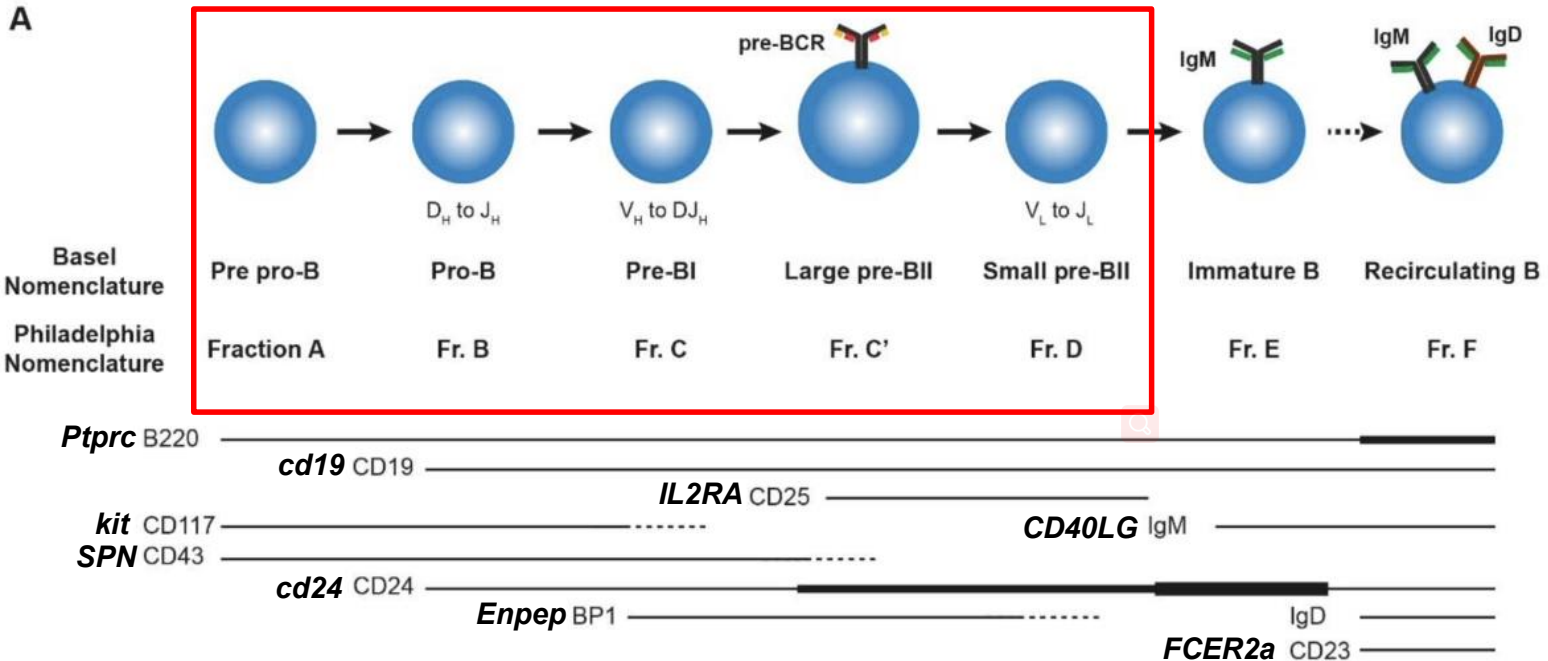 A
pre-BCR
IgM
IgM
IgD
D_H to J_H
V_H to DJ_H
V_L to J_L
Basel Nomenclature
Pre pro-B
Pro-B
Pre-BI
Large pre-BII
Small pre-BII
Immature B
Recirculating B
Philadelphia Nomenclature
Fraction A
Fr. B
Fr. C
Fr. C’
Fr. D
Fr. E
Fr. F
Ptprc B220
cd19 CD19
IL2RA CD25
kit CD117
CD40LG IgM
SPN CD43
cd24 CD24
Enpep BP1
IgD
FCER2a CD23